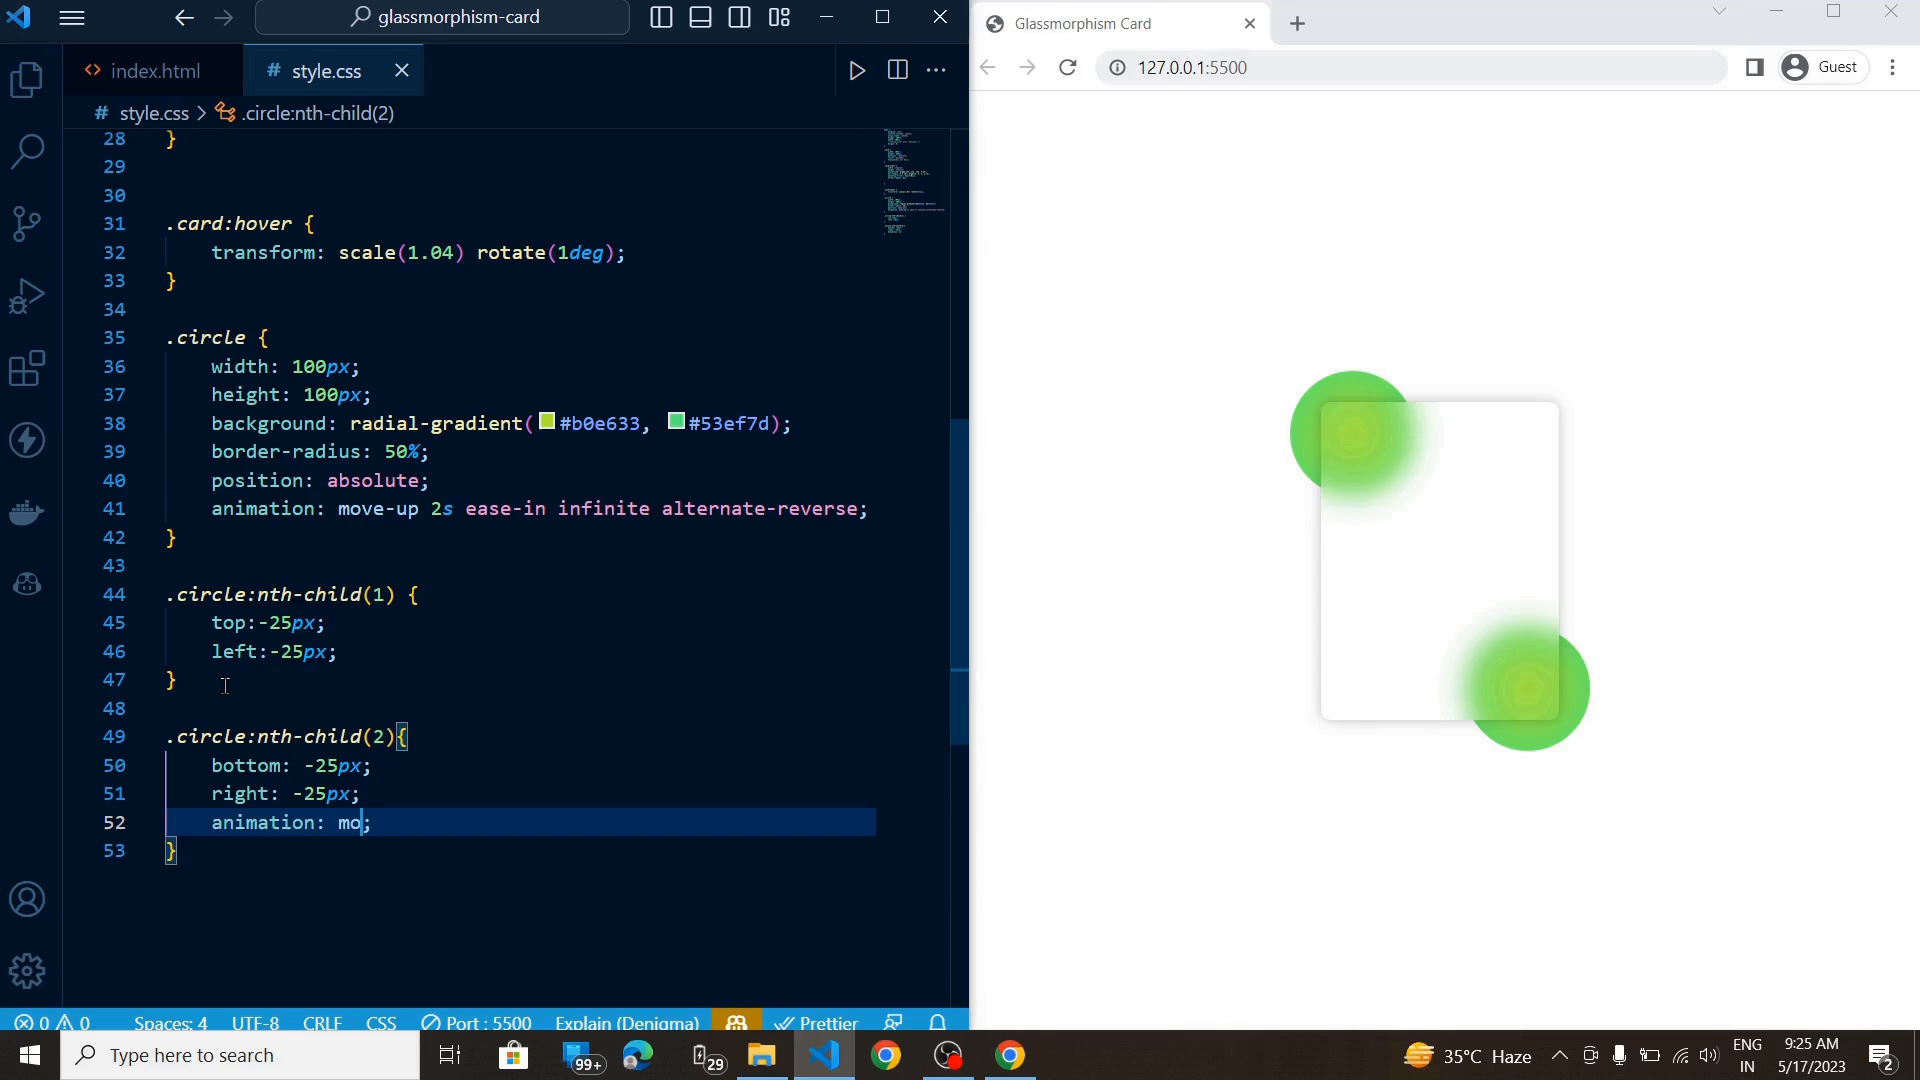 glassmorphism-card
index.html
# style.css
# style.css > .circle:nth-child(2)
28 }
29
30
31 .card:hover {
32 transform: scale(1.04) rotate(1deg);
33 }
34
35 .circle {
36 width: 100px;
37 height: 100px;
38 background: radial-gradient(#b0e633, #53ef7d);
39 border-radius: 50%;
40 position: absolute;
41 animation: move-up 2s ease-in infinite alternate-reverse;
42 }
43
44 .circle:nth-child(1) {
45 top:-25px;
46 left:-25px;
47 }
48
49 .circle:nth-child(2){
50 bottom: -25px;
51 right: -25px;
52 animation: mo;
53 }
0 0 Spaces: 4 UTF-8 CRLF CSS Port : 5500 Explain (Denigma) Prettier
Glassmorphism Card
127.0.0.1:5500
Guest
Type here to search
99+
29
35°C Haze
ENG
IN
9:25 AM
5/17/2023
2